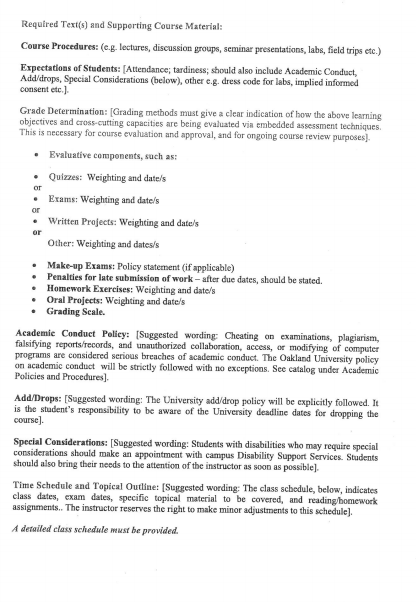 Required Text(s) and Supporting Course Material:
Course Procedures: (e.g. lectures, discussion groups, seminar presentations, labs, field trips etc.)
Expectations of Students: [Attendance; tardiness; should also include Academic Conduct,
Add/drops, Special Considerations (below), other e.g. dress code for labs, implied informed
consent etc.].
Grade Determination: [Grading methods must give a clear indication of how the above learning
objectives and cross-cutting capacities are being evaluated via embedded assessment techniques.
This is necessary for course evaluation and approval, and for ongoing course review purposes].
• Evaluative components, such as:
• Quizzes: Weighting and date/s
or
• Exams: Weighting and date/s
or
• Written Projects: Weighting and date/s
or
Other: Weighting and dates/s
• Make-up Exams: Policy statement (if applicable)
• Penalties for late submission of work – after due dates, should be stated.
• Homework Exercises: Weighting and date/s
• Oral Projects: Weighting and date/s
• Grading Scale.
Academic Conduct Policy: [Suggested wording: Cheating on examinations, plagiarism,
falsifying reports/records, and unauthorized collaboration, access, or modifying of computer
programs are considered serious breaches of academic conduct. The Oakland University policy
on academic conduct will be strictly followed with no exceptions. See catalog under Academic
Policies and Procedures].
Add/Drops: [Suggested wording: The University add/drop policy will be explicitly followed. It
is the student's responsibility to be aware of the University deadline dates for dropping the
course].
Special Considerations: [Suggested wording: Students with disabilities who may require special
considerations should make an appointment with campus Disability Support Services. Students
should also bring their needs to the attention of the instructor as soon as possible].
Time Schedule and Topical Outline: [Suggested wording: The class schedule, below, indicates
class dates, exam dates, specific topical material to be covered, and reading/homework
assignments.. The instructor reserves the right to make minor adjustments to this schedule].
A detailed class schedule must be provided.